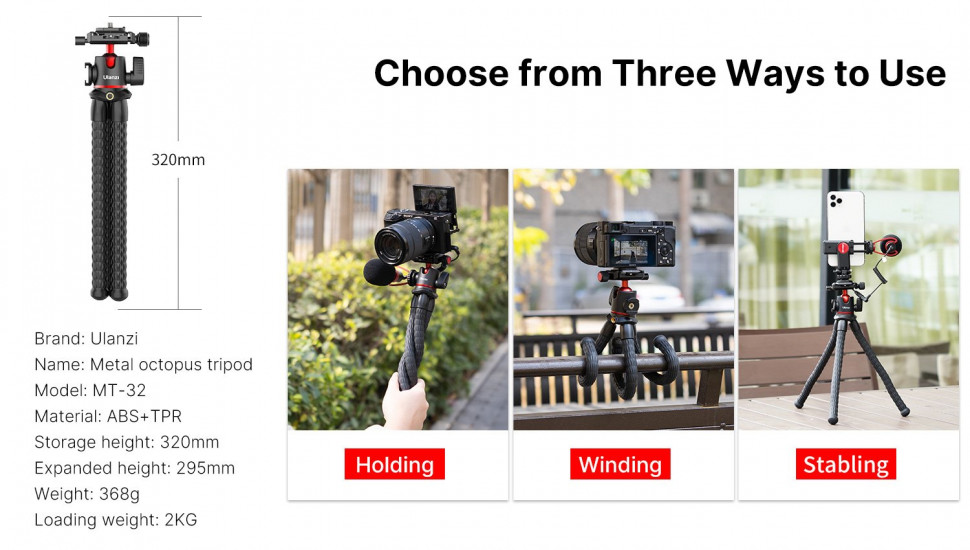 Ulanzi
320mm
Brand: Ulanzi
Name: Metal octopus tripod
Model: MT-32
Material: ABS+TPR
Storage height: 320mm
Expanded height: 295mm
Weight: 368g
Loading weight: 2KG
Choose from Three Ways to Use
Holding
Winding
Stabling